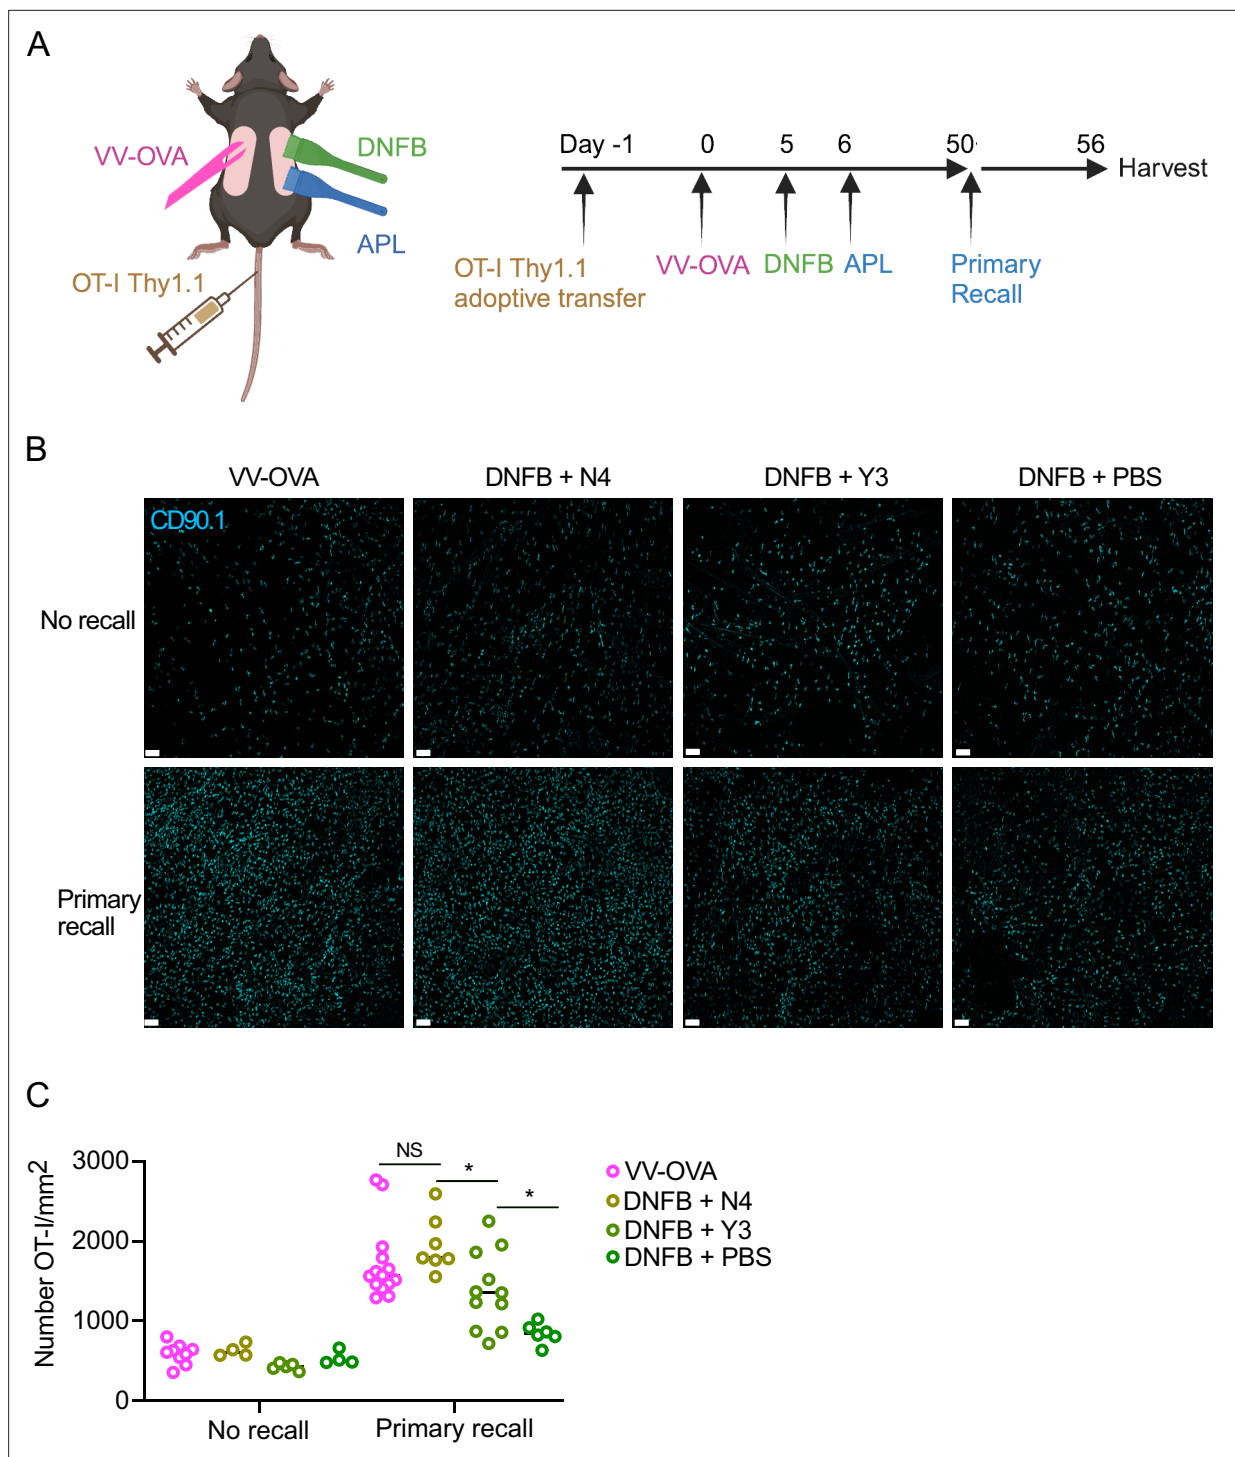 A
VV-OVA
DNFB
APL
OT-I Thy1.1
Day -1 0 5 6 50 56
Harvest
OT-I Thy1.1
adoptive transfer
VV-OVA
DNFB
APL
Primary
Recall
B
VV-OVA
DNFB + N4
DNFB + Y3
DNFB + PBS
CD90.1
No recall
Primary
recall
C
Number OT-I/mm2
3000
2000
1000
0
NS
*
*
No recall
Primary recall
VV-OVA
DNFB + N4
DNFB + Y3
DNFB + PBS